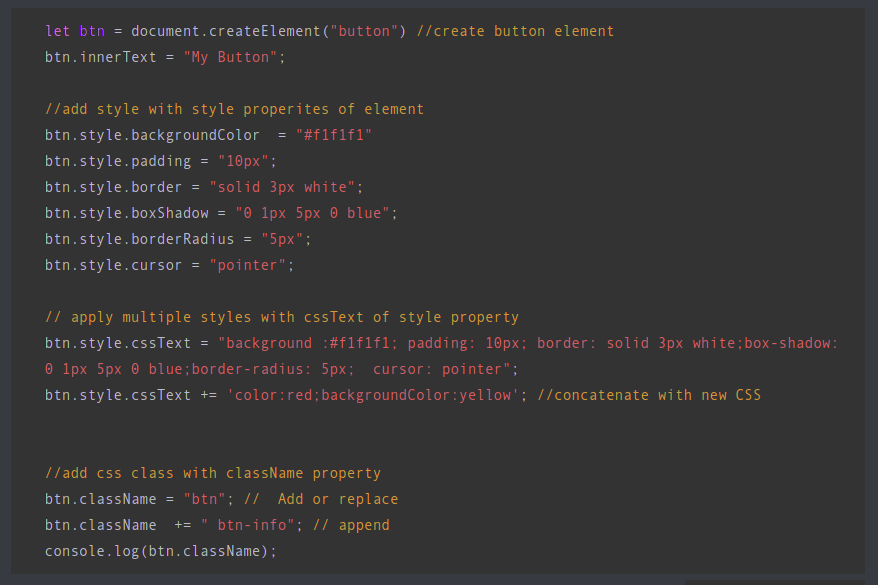 let btn = document.createElement("button") //create button element
btn.innerText = "My Button";
//add style with style properites of element
btn.style.backgroundColor  = "#f1f1f1"
btn.style.padding = "10px";
btn.style.border = "solid 3px white";
btn.style.boxShadow = "0 1px 5px 0 blue";
btn.style.borderRadius = "5px";
btn.style.cursor = "pointer";
// apply multiple styles with cssText of style property
btn.style.cssText = "background :#f1f1f1; padding: 10px; border: solid 3px white;box-shadow:
0 1px 5px 0 blue;border-radius: 5px;  cursor: pointer";
btn.style.cssText += 'color:red;backgroundColor:yellow'; //concatenate with new CSS
//add css class with className property
btn.className = "btn"; //  Add or replace
btn.className  += " btn-info"; // append
console.log(btn.className);